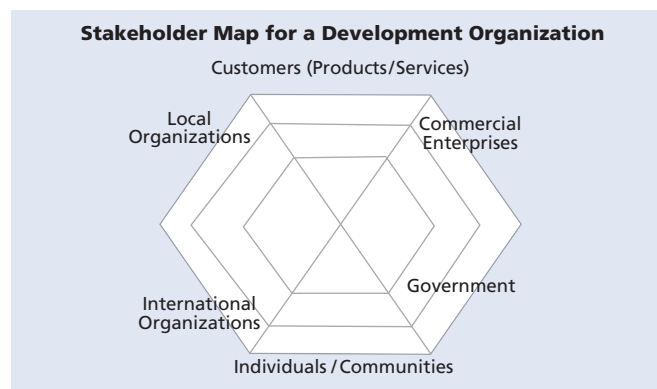 Stakeholder Map for a Development Organization
Customers (Products/Services)
Local
Organizations
Commercial
Enterprises
Government
International
Organizations
Individuals/Communities